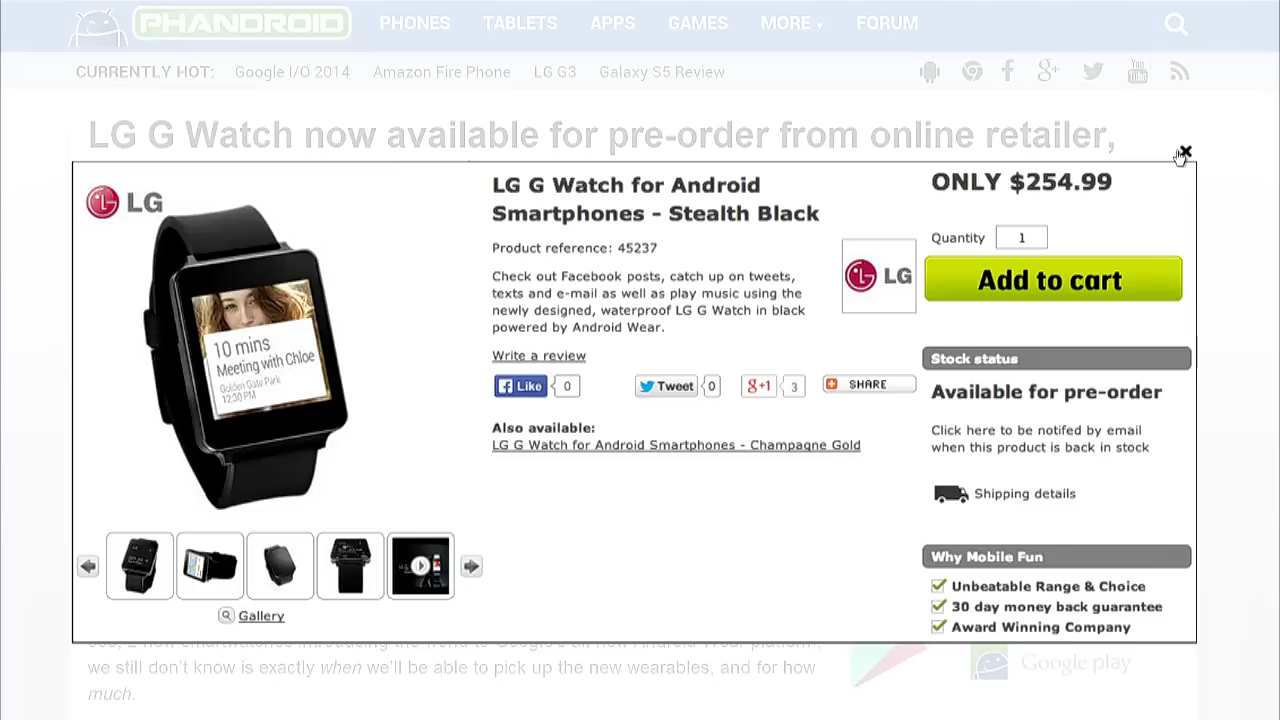 PHANDROID
PHONES TABLETS APPS GAMES MORE FORUM
CURRENTLY HOT: Google I/O 2014 Amazon Fire Phone LG G3 Galaxy S5 Review
LG G Watch now available for pre-order from online retailer,
LG
LG G Watch for Android
Smartphones - Stealth Black
Product reference: 45237
Check out Facebook posts, catch up on tweets,
texts and e-mail as well as play music using the
newly designed, waterproof LG G Watch in black
powered by Android Wear.
Write a review
Like 0 Tweet 0 g+1 3 SHARE
Also available:
LG G Watch for Android Smartphones - Champagne Gold
10 mins
Meeting with Chloe
Golden Gate Park
12:30 PM
Gallery
LG
ONLY $254.99
Quantity 1
Add to cart
Stock status
Available for pre-order
Click here to be notifed by email
when this product is back in stock
Shipping details
Why Mobile Fun
Unbeatable Range & Choice
30 day money back guarantee
Award Winning Company
we still don't know is exactly when we'll be able to pick up the new wearables, and for how
much.
Google play